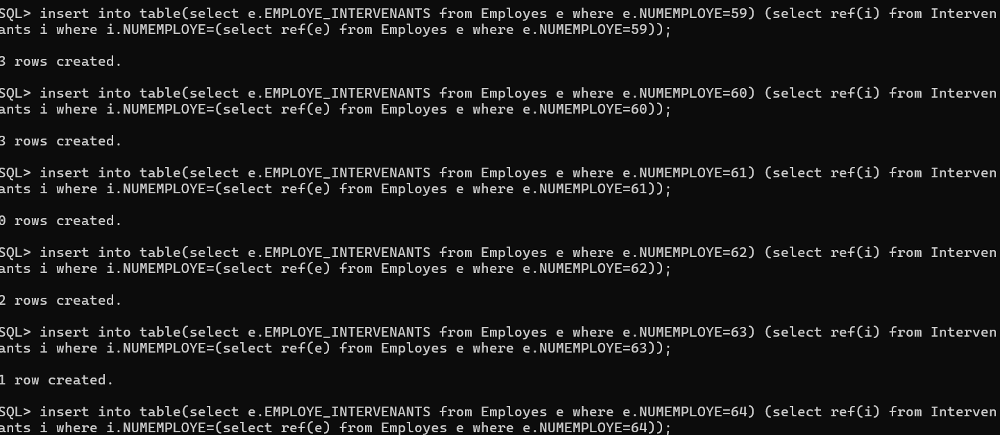 SQL> insert into table(select e.EMPLOYE_INTERVENANTS from Employes e where e.NUMEMPLOYE=59) (select ref(i) from Interven
ants i where i.NUMEMPLOYE=(select ref(e) from Employes e where e.NUMEMPLOYE=59));
3 rows created.
SQL> insert into table(select e.EMPLOYE_INTERVENANTS from Employes e where e.NUMEMPLOYE=60) (select ref(i) from Interven
ants i where i.NUMEMPLOYE=(select ref(e) from Employes e where e.NUMEMPLOYE=60));
3 rows created.
SQL> insert into table(select e.EMPLOYE_INTERVENANTS from Employes e where e.NUMEMPLOYE=61) (select ref(i) from Interven
ants i where i.NUMEMPLOYE=(select ref(e) from Employes e where e.NUMEMPLOYE=61));
0 rows created.
SQL> insert into table(select e.EMPLOYE_INTERVENANTS from Employes e where e.NUMEMPLOYE=62) (select ref(i) from Interven
ants i where i.NUMEMPLOYE=(select ref(e) from Employes e where e.NUMEMPLOYE=62));
2 rows created.
SQL> insert into table(select e.EMPLOYE_INTERVENANTS from Employes e where e.NUMEMPLOYE=63) (select ref(i) from Interven
ants i where i.NUMEMPLOYE=(select ref(e) from Employes e where e.NUMEMPLOYE=63));
1 row created.
SQL> insert into table(select e.EMPLOYE_INTERVENANTS from Employes e where e.NUMEMPLOYE=64) (select ref(i) from Interven
ants i where i.NUMEMPLOYE=(select ref(e) from Employes e where e.NUMEMPLOYE=64));